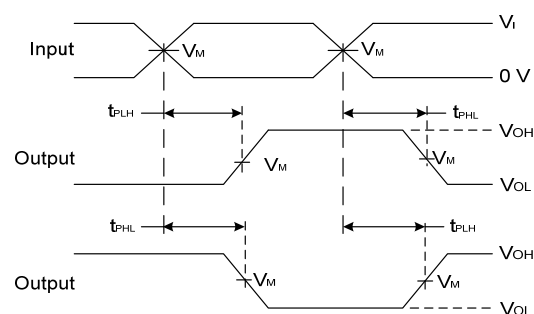 Input
VI
VM
VM
0 V
tPLH
tPHL
Output
VOH
VM
VM
VOL
tPHL
tPLH
Output
VOH
VM
VM
VOL